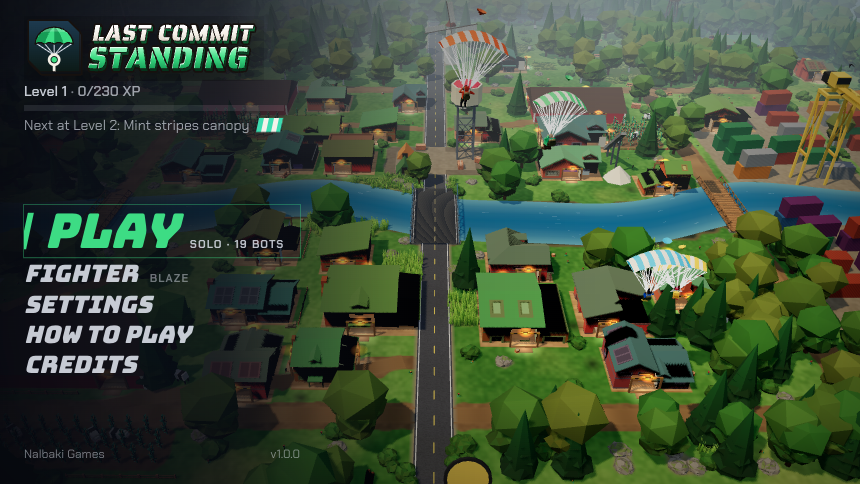 LAST COMMIT
STANDING
Level 1 · 0/230 XP
Next at Level 2: Mint stripes canopy
PLAY SOLO · 19 BOTS
FIGHTER BLAZE
SETTINGS
HOW TO PLAY
CREDITS
Nalbaki Games v1.0.0